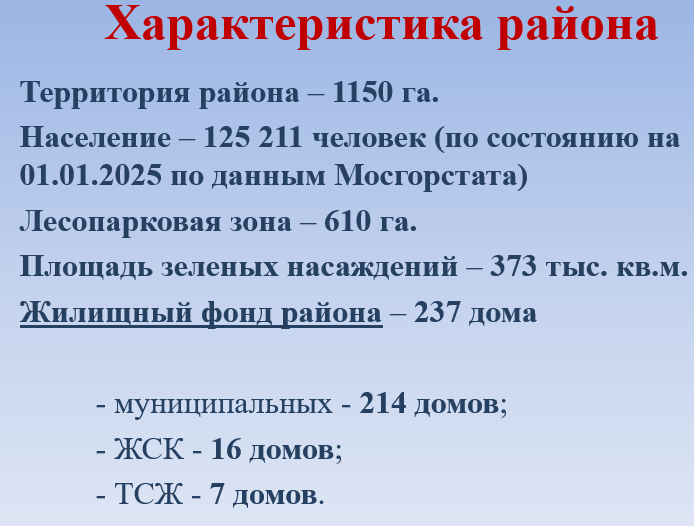 Характеристика района
Территория района – 1150 га.
Население – 125 211 человек (по состоянию на
01.01.2025 по данным Мосгорстата)
Лесопарковая зона – 610 га.
Площадь зеленых насаждений – 373 тыс. кв.м.
Жилищный фонд района – 237 дома
- муниципальных - 214 домов;
- ЖСК - 16 домов;
- ТСЖ - 7 домов.